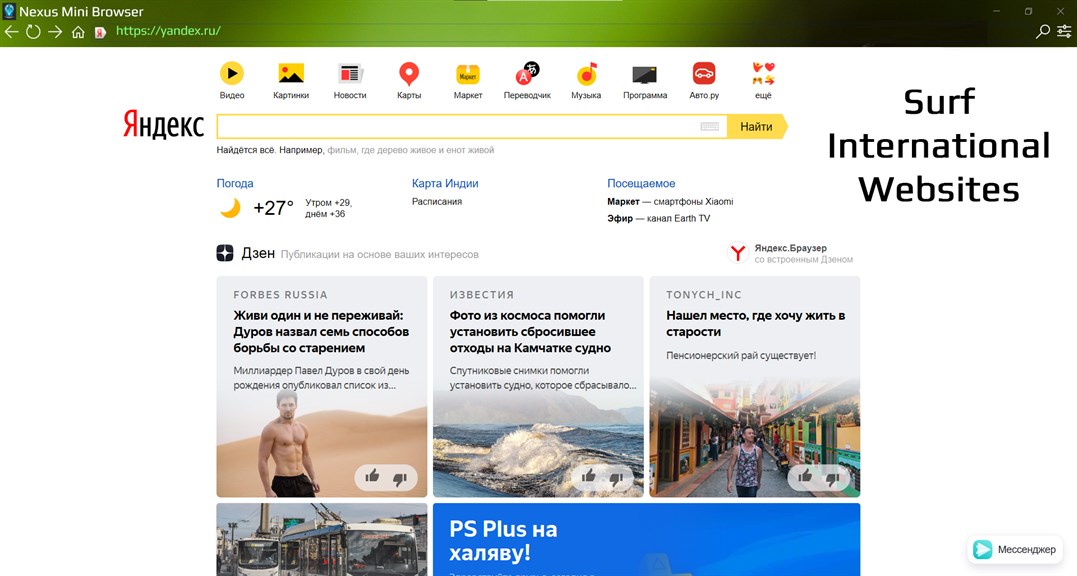 Nexus Mini Browser
https://yandex.ru/
Видео
Картинки
Новости
Карты
Маркет
Маркет
Переводчик
Музыка
Программа
Авто.ру
ещё
Surf
International
Websites
Яндекс
Найти
Найдётся всё. Например, фильм, где дерево живое и енот живой
Погода
+27°
Утром +29,
днём +36
Карта Индии
Расписания
Посещаемое
Маркет — смартфоны Xiaomi
Эфир — канал Earth TV
Дзен Публикации на основе ваших интересов
Яндекс.Браузер
со встроенным Дзеном
FORBES RUSSIA
Живи один и не переживай:
Дуров назвал семь способов
борьбы со старением
Миллиардер Павел Дуров в свой день
рождения опубликовал список из...
ИЗВЕСТИЯ
Фото из космоса помогли
установить сбросившее
отходы на Камчатке судно
Спутниковые снимки помогли
установить судно, которое сбрасывало...
TONYCH_INC
Нашел место, где хочу жить в
старости
Пенсионерский рай существует!
PS Plus на
халяву!
Мессенджер